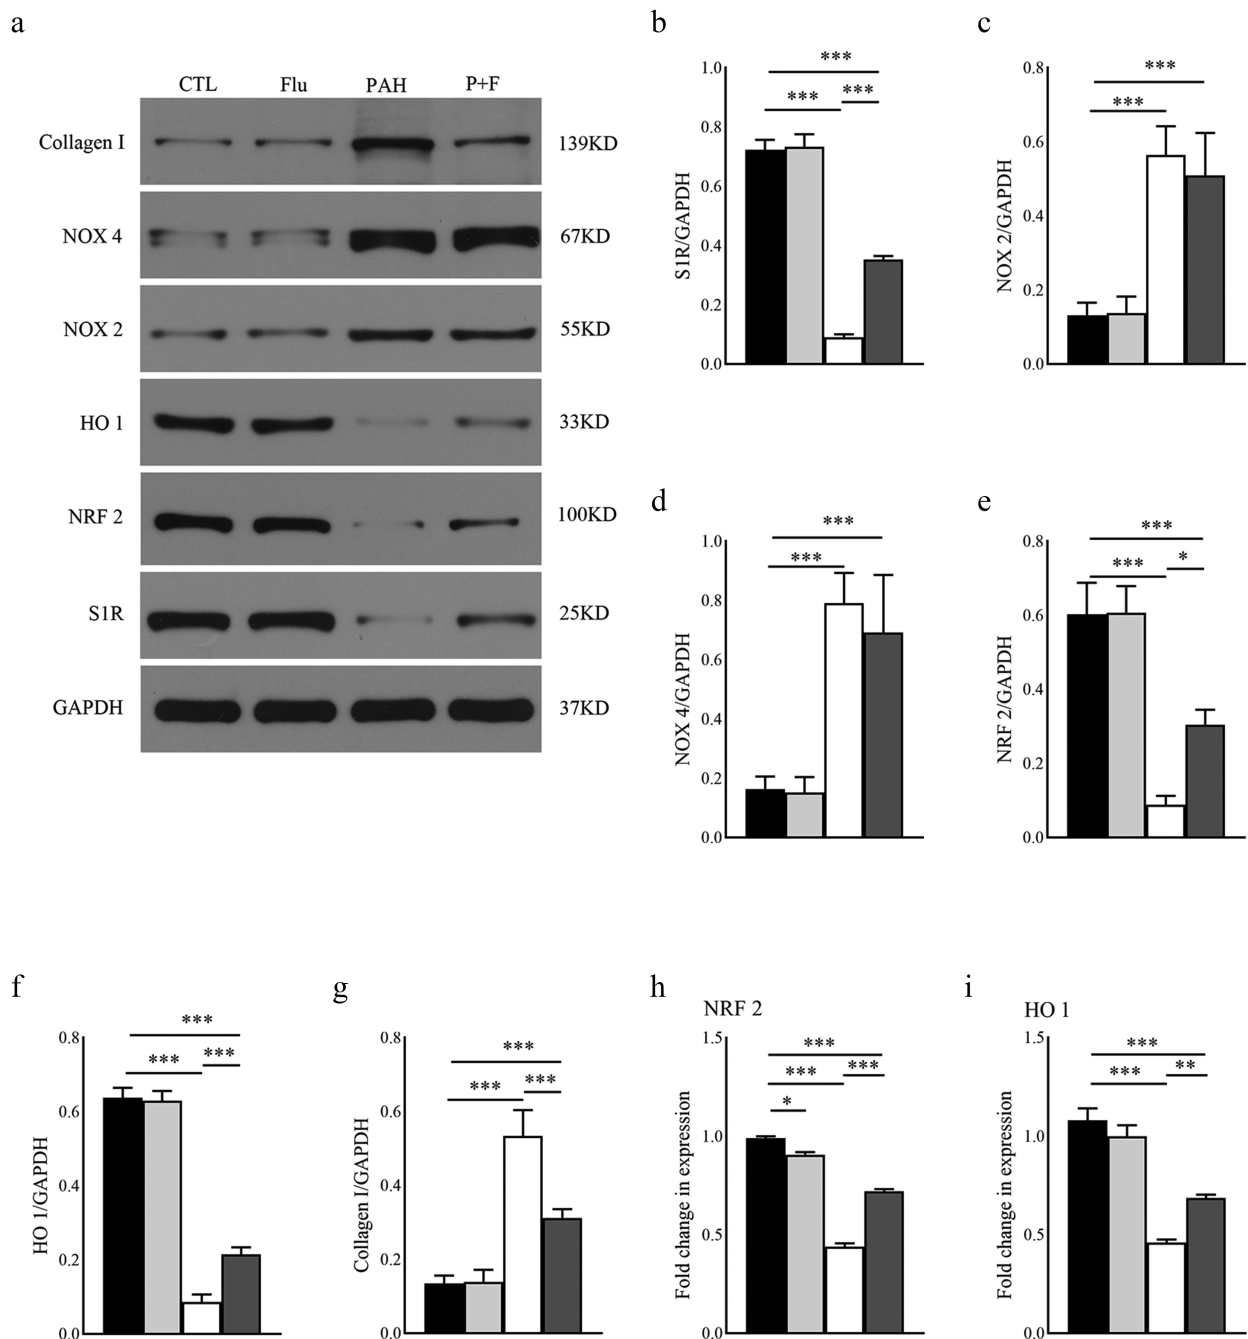 a
CTL Flu PAH P+F
Collagen I 139KD
NOX 4 67KD
NOX 2 55KD
HO 1 33KD
NRF 2 100KD
S1R 25KD
GAPDH 37KD
b
S1R/GAPDH
1.0
0.8
0.6
0.4
0.2
0.0
***
*** ***
c
NOX 2/GAPDH
0.8
0.6
0.4
0.2
0.0
***
***
d
NOX 4/GAPDH
1.0
0.8
0.6
0.4
0.2
0.0
***
***
e
NRF 2/GAPDH
0.8
0.6
0.4
0.2
0.0
***
*** *
f
HO 1/GAPDH
0.8
0.6
0.4
0.2
0.0
***
*** ***
g
Collagen I/GAPDH
0.8
0.6
0.4
0.2
0.0
***
*** ***
h
NRF 2
Fold change in expression
1.5
1.0
0.5
0.0
***
*** ***
*
i
HO 1
Fold change in expression
1.5
1.0
0.5
0.0
***
*** **